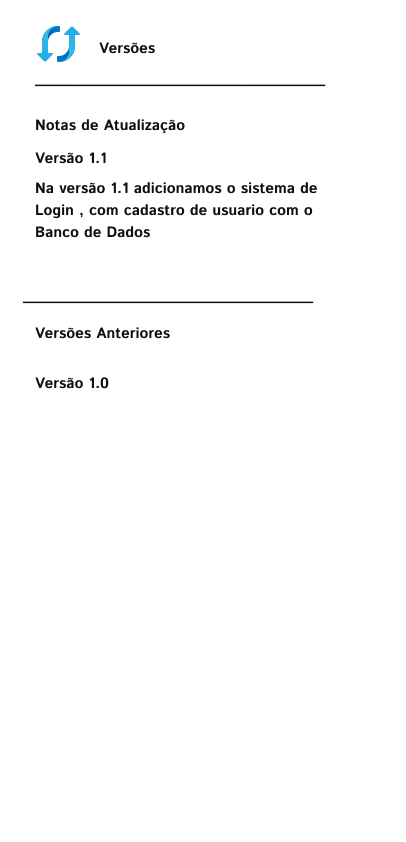 Versões
Notas de Atualização
Versão 1.1
Na versão 1.1 adicionamos o sistema de
Login , com cadastro de usuario com o
Banco de Dados
Versões Anteriores
Versão 1.0